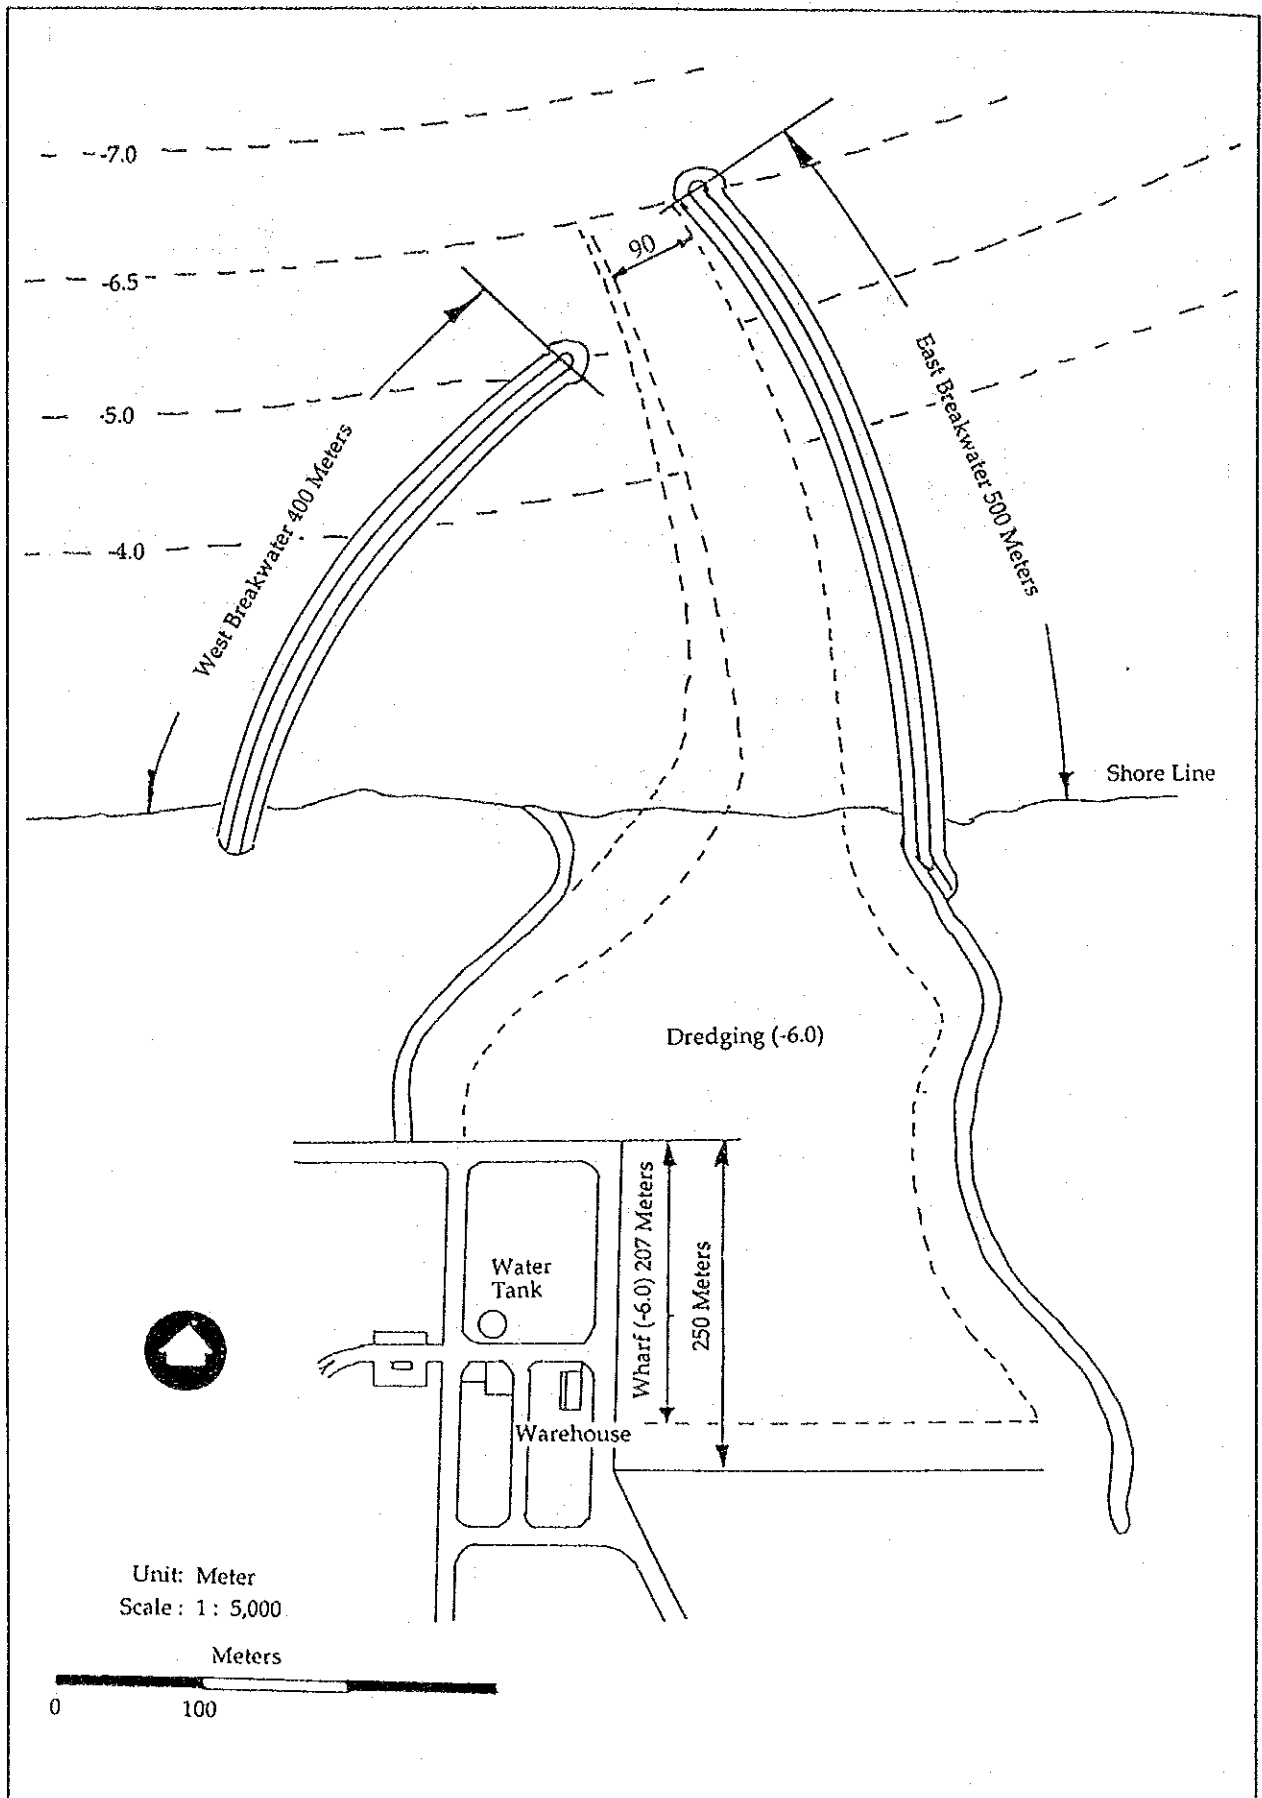 -7.0
90
-6.5
East Breakwater 500 Meters
-5.0
West Breakwater 400 Meters
-4.0
Shore Line
Dredging (-6.0)
Wharf (-6.0) 207 Meters
250 Meters
Water
Tank
Warehouse
Unit: Meter
Scale : 1 : 5,000
Meters
0 100